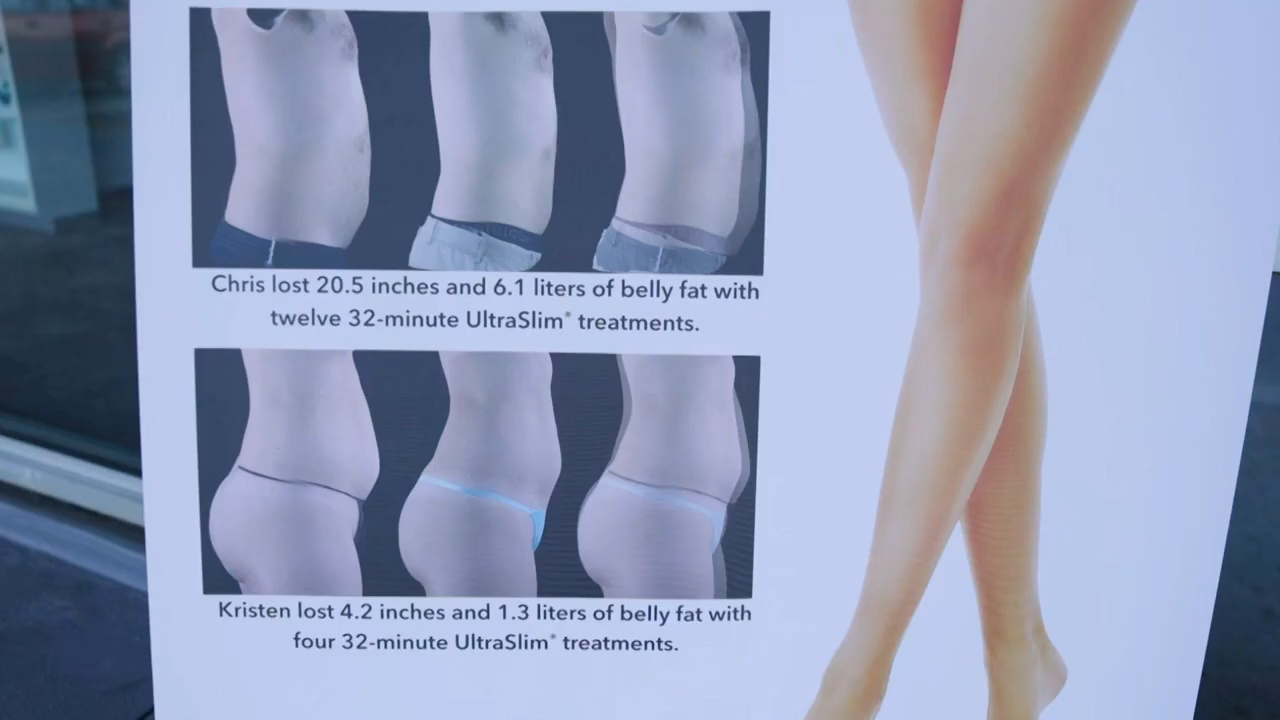 Chris lost 20.5 inches and 6.1 liters of belly fat with
twelve 32-minute UltraSlim® treatments.
Kristen lost 4.2 inches and 1.3 liters of belly fat with
four 32-minute UltraSlim® treatments.